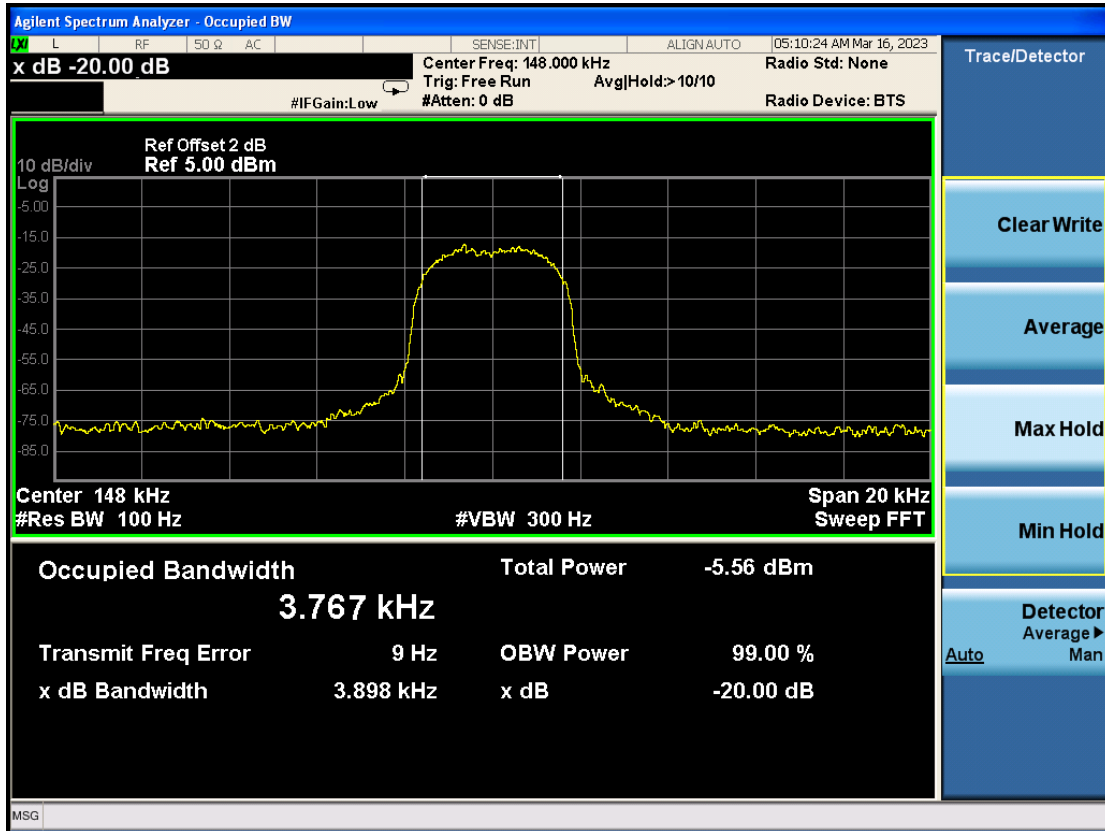 Agilent Spectrum Analyzer - Occupied BW
LXI L RF 50 Ω AC SENSE:INT ALIGN AUTO 05:10:24 AM Mar 16, 2023
x dB -20.00 dB
Center Freq: 148.000 kHz
Radio Std: None
Trig: Free Run Avg|Hold:> 10/10
#IFGain:Low #Atten: 0 dB
Radio Device: BTS
Trace/Detector
Ref Offset 2 dB
10 dB/div Ref 5.00 dBm
Log
-5.00
-15.0
-25.0
-35.0
-45.0
-55.0
-65.0
-75.0
-85.0
Center 148 kHz Span 20 kHz
#Res BW 100 Hz #VBW 300 Hz Sweep FFT
Clear Write
Average
Max Hold
Min Hold
Detector
Average▶
Auto Man
Occupied Bandwidth Total Power -5.56 dBm
3.767 kHz
Transmit Freq Error 9 Hz OBW Power 99.00 %
x dB Bandwidth 3.898 kHz x dB -20.00 dB
MSG